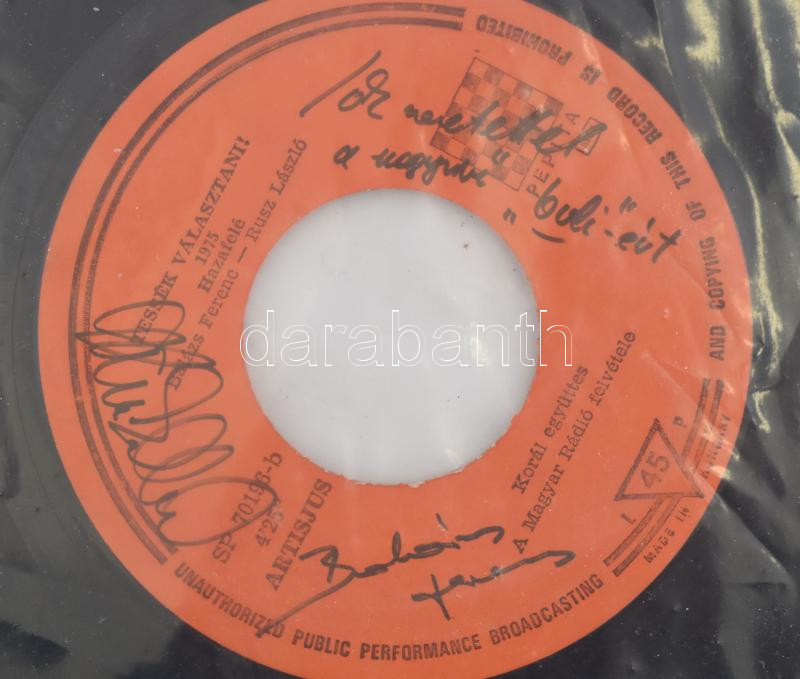 UNAUTHORIZED PUBLIC PERFORMANCE BROADCASTING
AND COPYING OF THIS RECORD IS PROHIBITED
PEPITA
TESSÉK VÁLASZTANI!
1975
Hazafelé
Balázs Ferenc — Rusz László
SP 70196-b
4'25"
ARTISJUS
Korál együttes
A Magyar Rádió felvétele
L 45 P
MADE IN HUNGARY
a
„buli”-ért
Balázs
Ferenc
darabanth